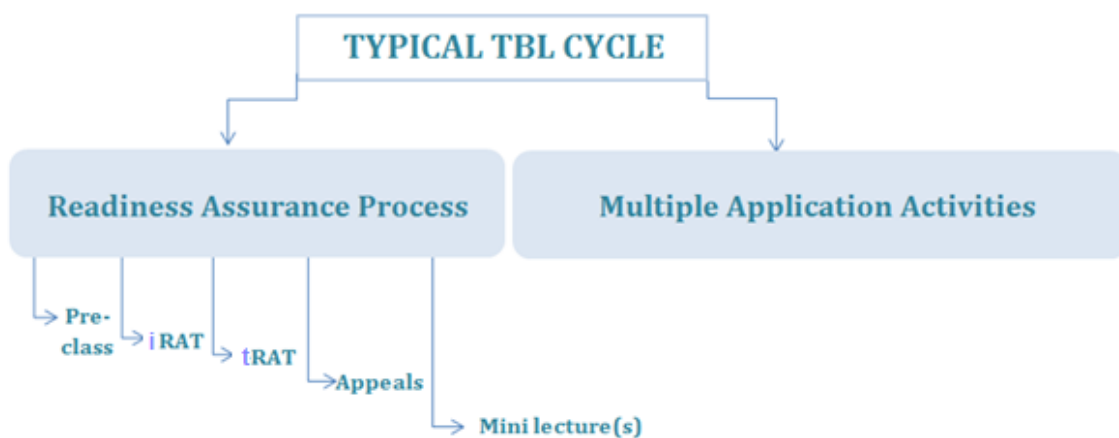 TYPICAL TBL CYCLE
Readiness Assurance Process
Multiple Application Activities
Pre-
class
iRAT
tRAT
Appeals
Mini lecture(s)